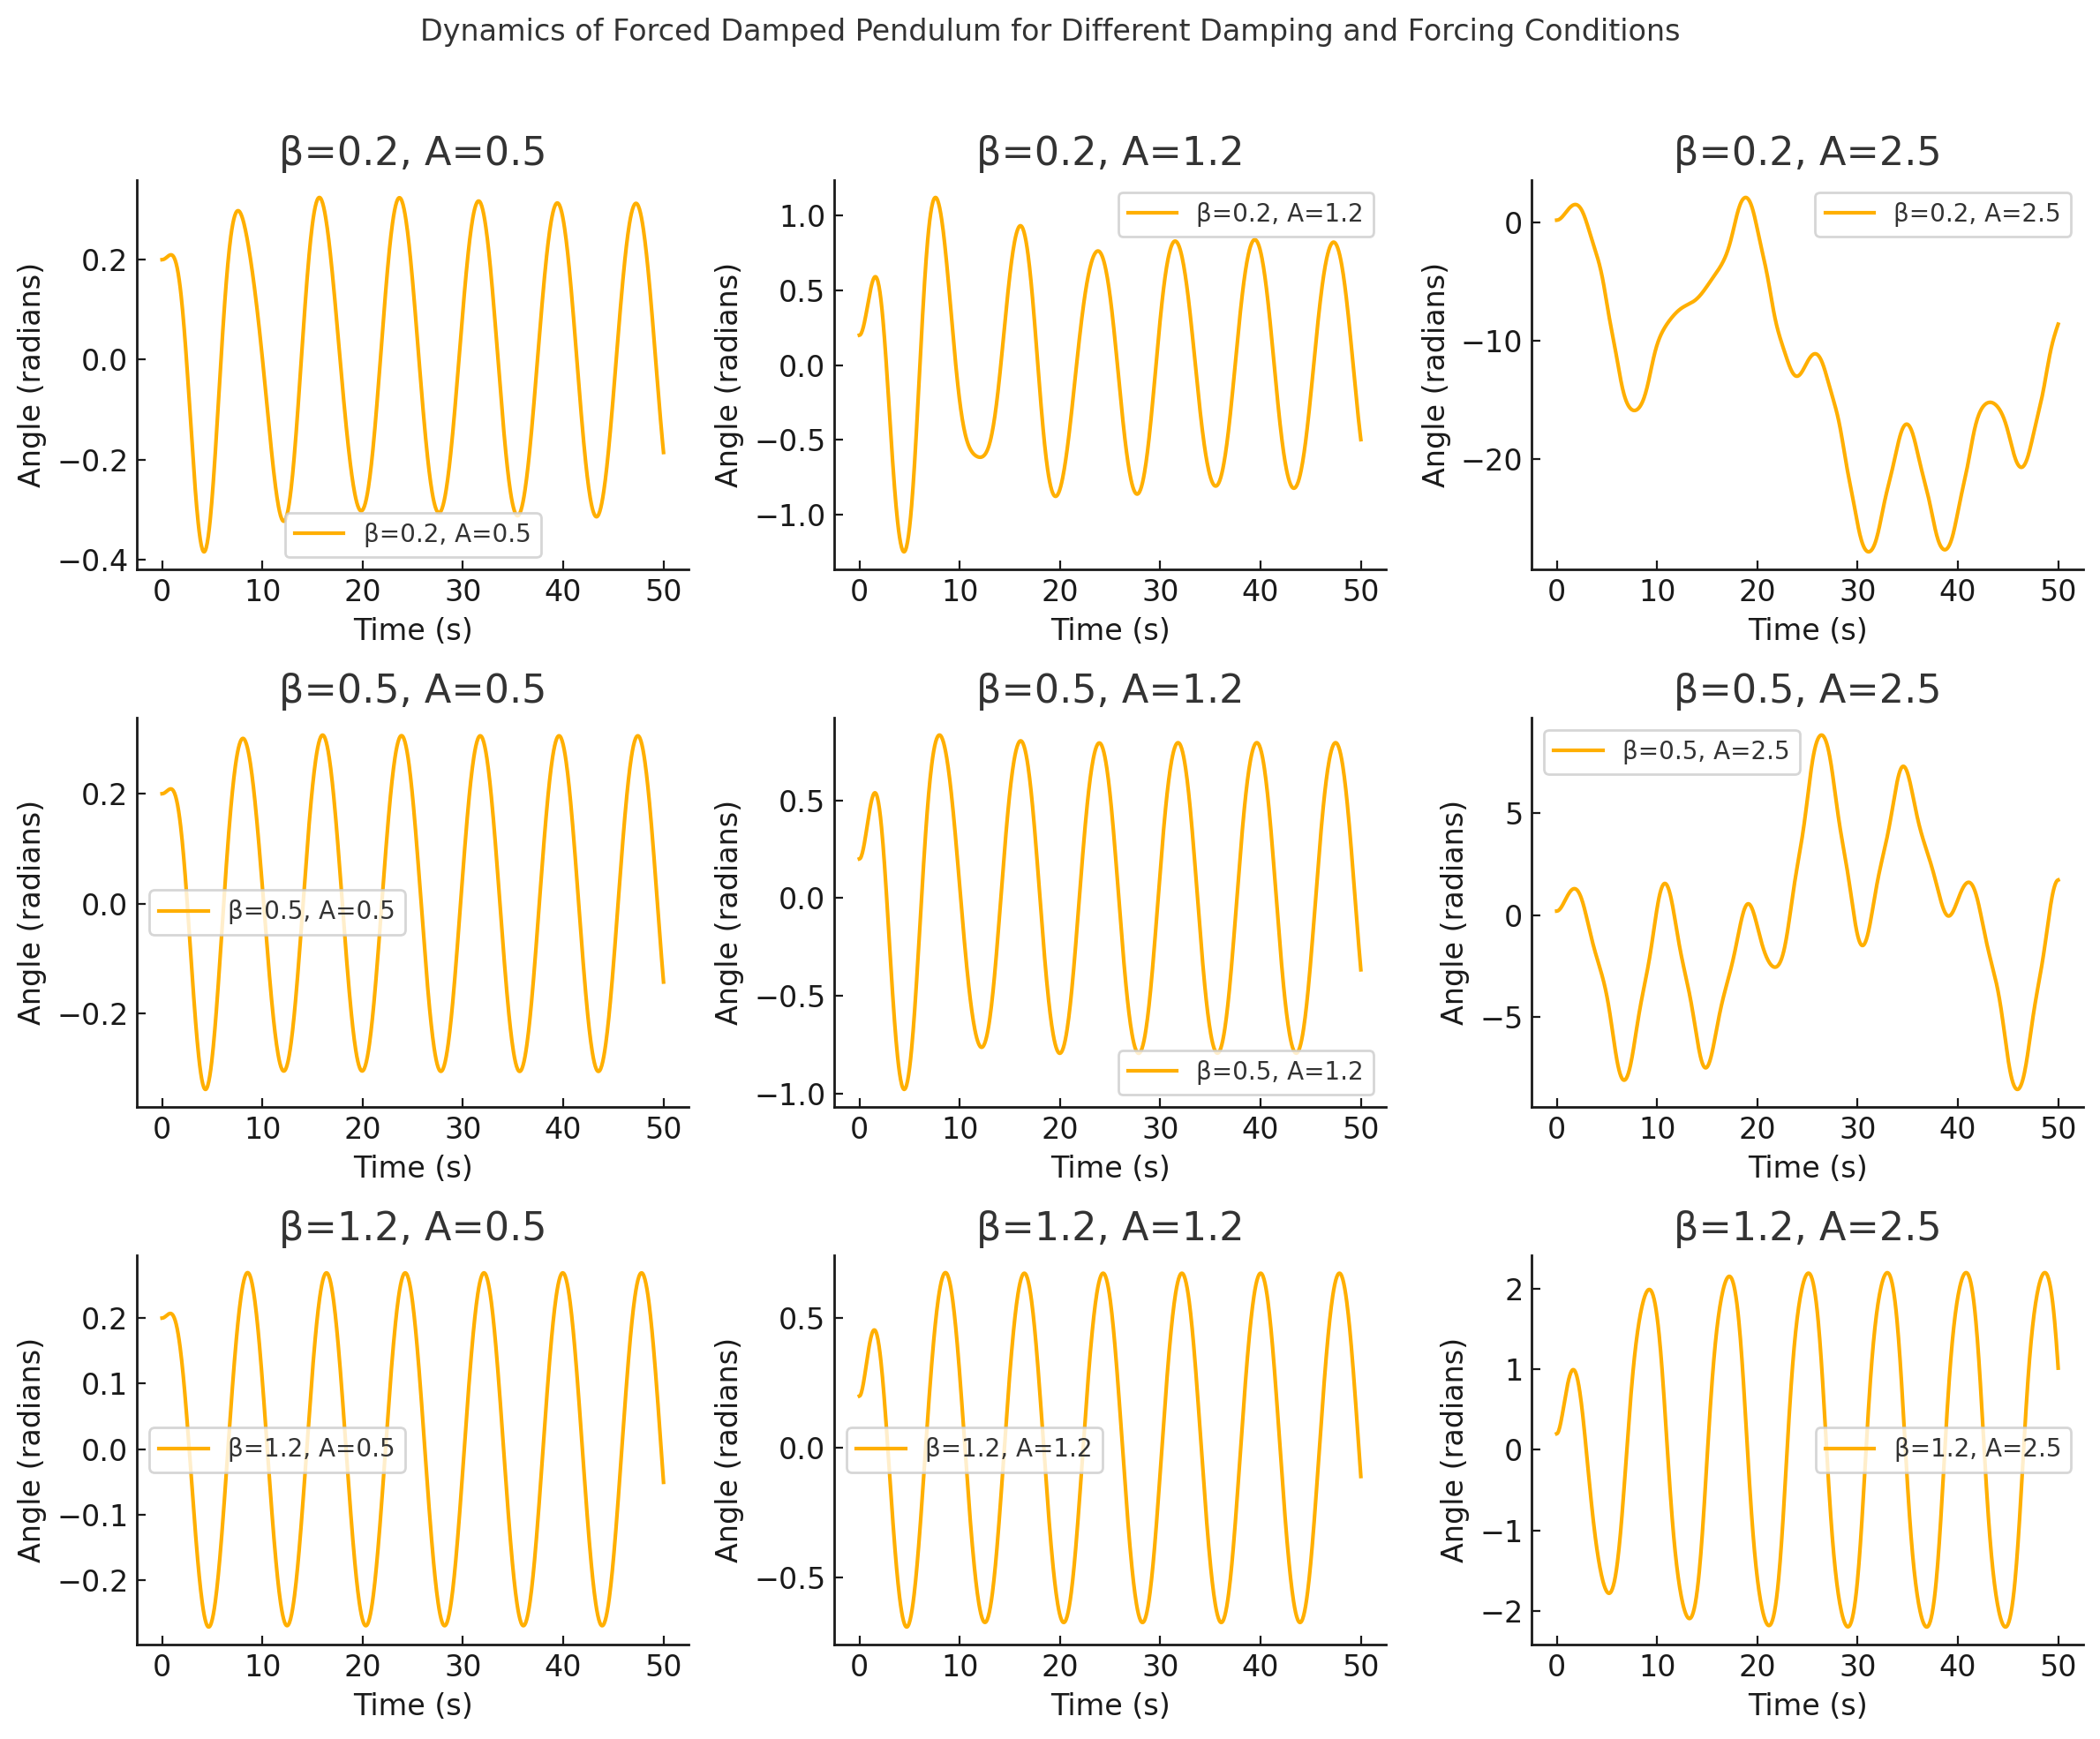 Dynamics of Forced Damped Pendulum for Different Damping and Forcing Conditions
β=0.2, A=0.5
0.2
0.0
−0.2
−0.4
Angle (radians)
β=0.2, A=0.5
0 10 20 30 40 50
Time (s)
β=0.2, A=1.2
1.0
0.5
0.0
−0.5
−1.0
Angle (radians)
β=0.2, A=1.2
0 10 20 30 40 50
Time (s)
β=0.2, A=2.5
0
−10
−20
Angle (radians)
β=0.2, A=2.5
0 10 20 30 40 50
Time (s)
β=0.5, A=0.5
0.2
0.0
−0.2
Angle (radians)
β=0.5, A=0.5
0 10 20 30 40 50
Time (s)
β=0.5, A=1.2
0.5
0.0
−0.5
−1.0
Angle (radians)
β=0.5, A=1.2
0 10 20 30 40 50
Time (s)
β=0.5, A=2.5
5
0
−5
Angle (radians)
β=0.5, A=2.5
0 10 20 30 40 50
Time (s)
β=1.2, A=0.5
0.2
0.1
0.0
−0.1
−0.2
Angle (radians)
β=1.2, A=0.5
0 10 20 30 40 50
Time (s)
β=1.2, A=1.2
0.5
0.0
−0.5
Angle (radians)
β=1.2, A=1.2
0 10 20 30 40 50
Time (s)
β=1.2, A=2.5
2
1
0
−1
−2
Angle (radians)
β=1.2, A=2.5
0 10 20 30 40 50
Time (s)